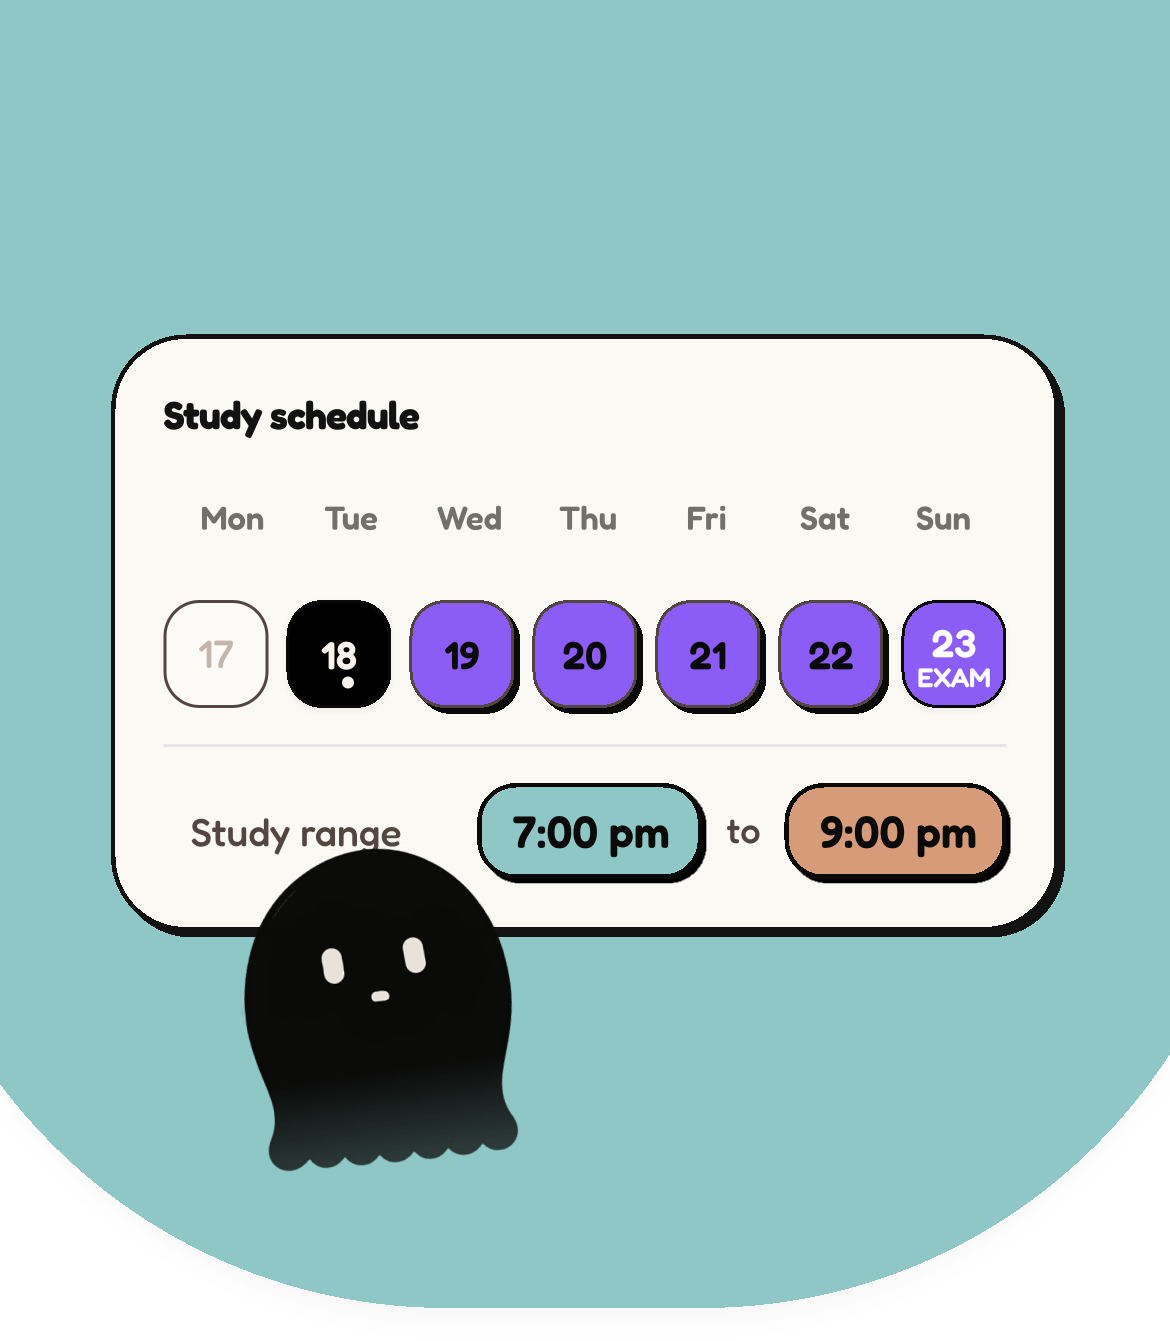 Study schedule
Mon Tue Wed Thu Fri Sat Sun
17 18 19 20 21 22 23
EXAM
Study range 7:00 pm to 9:00 pm